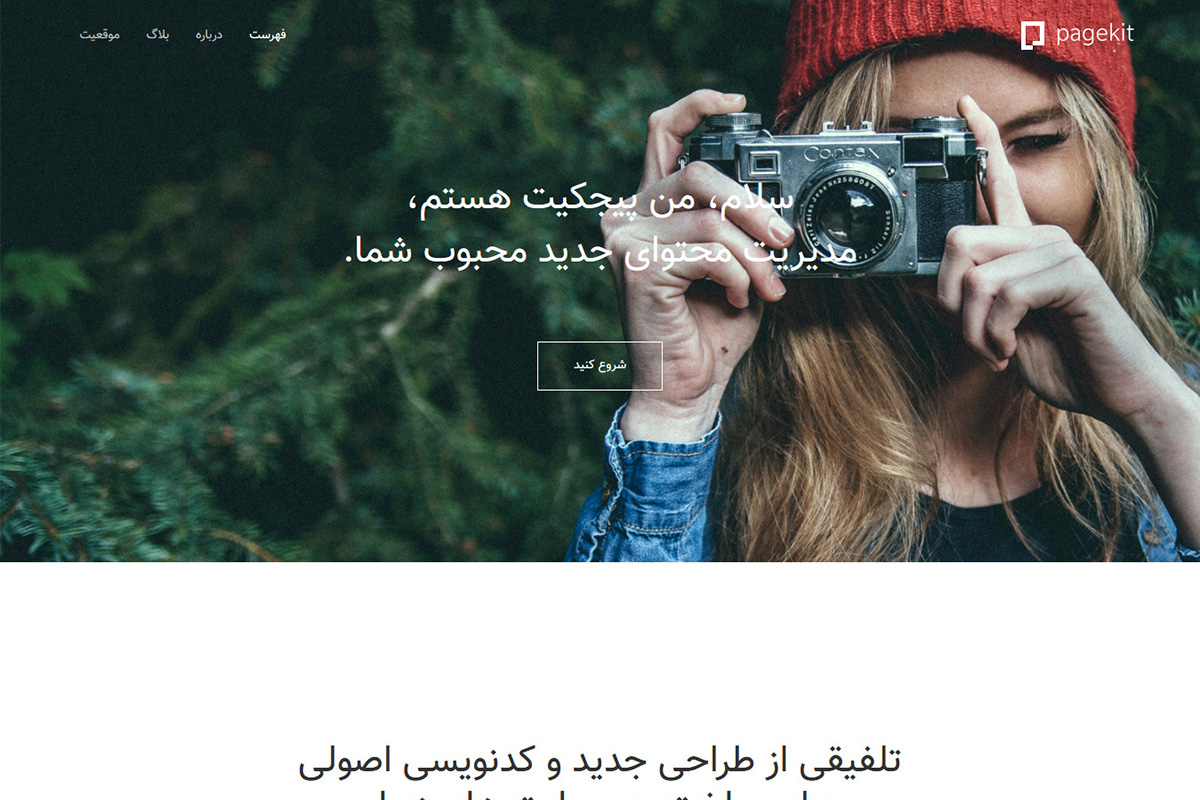 pagekit
فهرست
درباره
بلاگ
موقعیت
Contax
سلام، من پیجکیت هستم،
مدیریت محتوای جدید محبوب شما.
شروع کنید
تلفیقی از طراحی جدید و کدنویسی اصولی